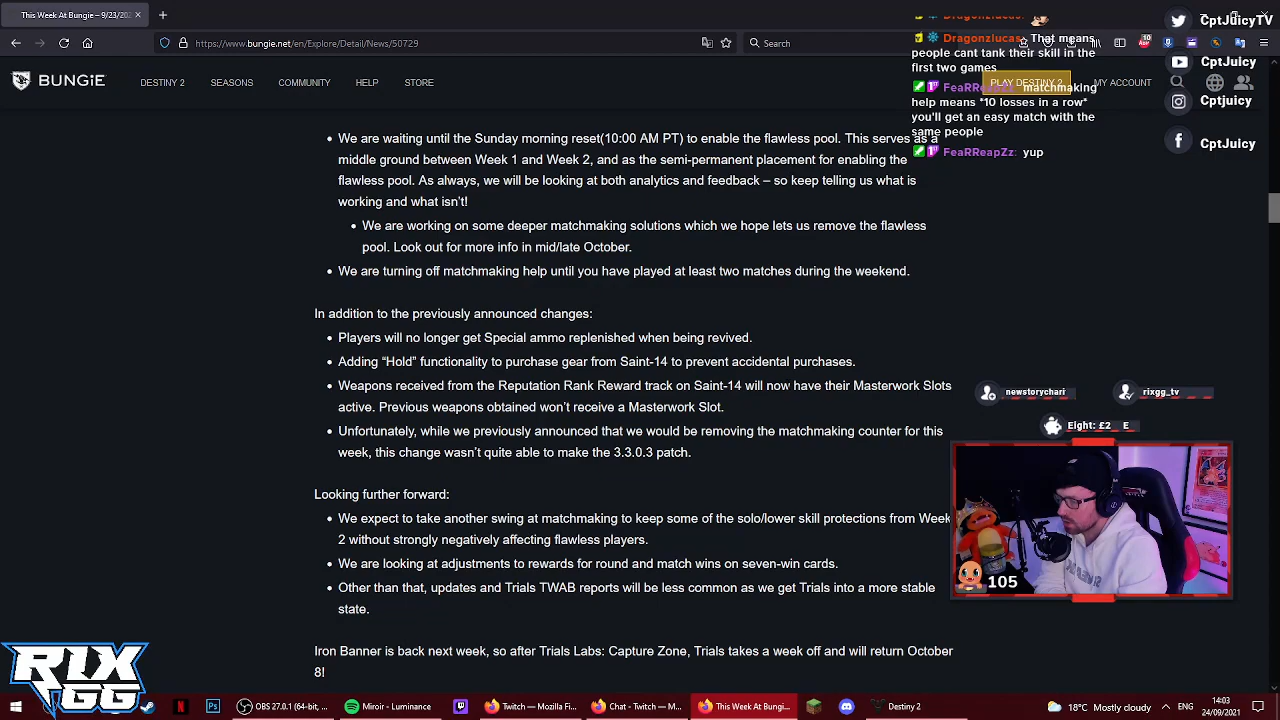 This Week At Bungie – 9/23/202
CptJuicyTV
https://www.bungie.net/en/Explore/Detail/News/50729
Search
BUNGiE
DESTINY 2
SEASONS
COMMUNITY
HELP
STORE
PLAY DESTINY 2
MY ACCOUNT
Dragonzlucas:
Dragonzlucas: That means
people cant tank their skill in the
first two games
FeaRReapZz: matchmaking
help means *10 losses in a row*
you'll get an easy match with the
same people
FeaRReapZz: yup
CptJuicy
Cptjuicy
CptJuicy
• We are waiting until the Sunday morning reset(10:00 AM PT) to enable the flawless pool. This serves as a
middle ground between Week 1 and Week 2, and as the semi-permanent placement for enabling the
flawless pool. As always, we will be looking at both analytics and feedback – so keep telling us what is
working and what isn't!
• We are working on some deeper matchmaking solutions which we hope lets us remove the flawless
pool. Look out for more info in mid/late October.
• We are turning off matchmaking help until you have played at least two matches during the weekend.
In addition to the previously announced changes:
• Players will no longer get Special ammo replenished when being revived.
• Adding “Hold” functionality to purchase gear from Saint-14 to prevent accidental purchases.
• Weapons received from the Reputation Rank Reward track on Saint-14 will now have their Masterwork Slots
active. Previous weapons obtained won’t receive a Masterwork Slot.
• Unfortunately, while we previously announced that we would be removing the matchmaking counter for this
week this change wasn’t quite able to make the 3.3.0.3 patch.
Looking further forward:
• We expect to take another swing at matchmaking to keep some of the solo/lower skill protections from Week
2 without strongly negatively affecting flawless players.
• We are looking at adjustments to rewards for round and match wins on seven-win cards.
• Other than that, updates and Trials TWAB reports will be less common as we get Trials into a more stable
state.
Iron Banner is back next week, so after Trials Labs: Capture Zone, Trials takes a week off and will return October
8!
newstorychari
rixgg_tv
Eight: £2 E
105
RIX
GG
OBS 27.0.1 (64-bit, ...
Moir - Luminance
Twitch — Mozilla F...
Chat - Twitch — M...
This Week At Bungi...
Destiny 2
18°C Mostly cloudy
ENG
14:03
24/09/2021